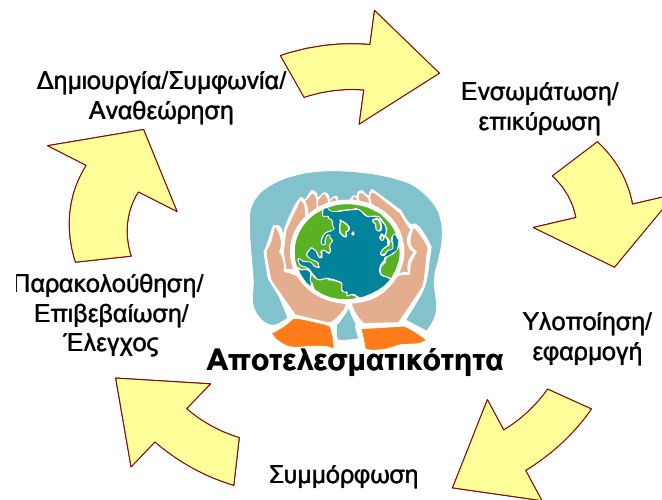 Δημιουργία/Συμφωνία/
Αναθεώρηση
Ενσωμάτωση/
επικύρωση
Υλοποίηση/
εφαρμογή
Συμμόρφωση
Παρακολούθηση/
Επιβεβαίωση/
Έλεγχος
Αποτελεσματικότητα